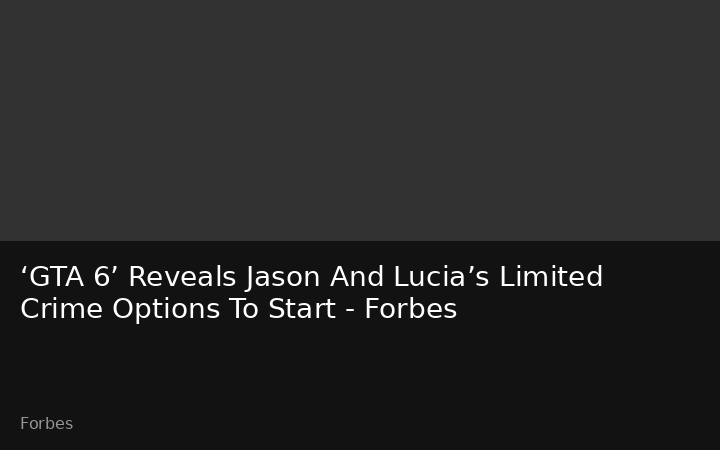 ‘GTA 6’ Reveals Jason And Lucia’s Limited
Crime Options To Start - Forbes
Forbes